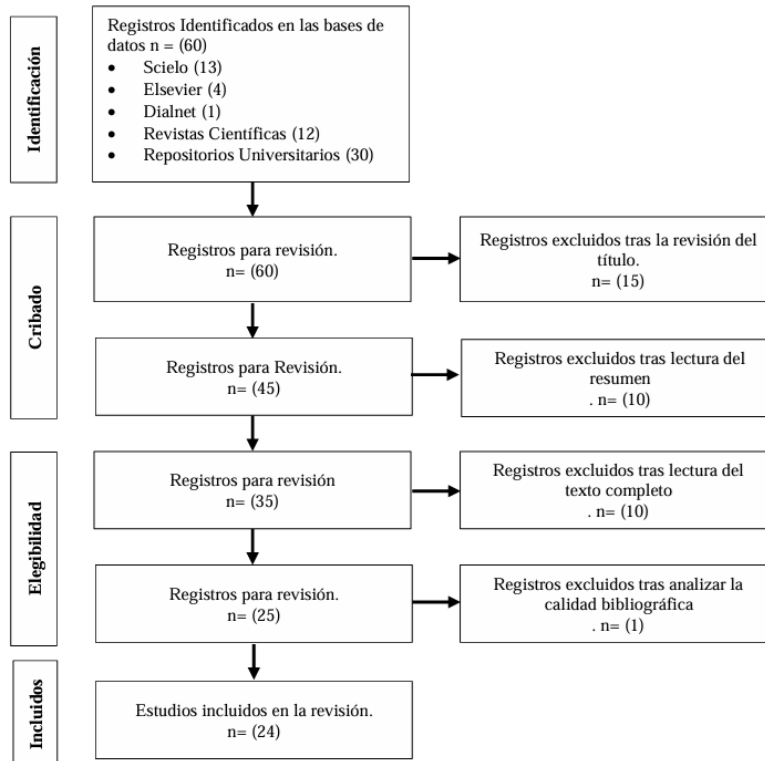 Identificación
Registros Identificados en las bases de
datos n = (60)
• Scielo (13)
• Elsevier (4)
• Dialnet (1)
• Revistas Científicas (12)
• Repositorios Universitarios (30)
Cribado
Registros para revisión.
n= (60)
Registros excluidos tras la revisión del
título.
n= (15)
Registros para Revisión.
n= (45)
Registros excluidos tras lectura del
resumen
. n= (10)
Elegibilidad
Registros para revisión
n= (35)
Registros excluidos tras lectura del
texto completo
. n= (10)
Registros para revisión.
n= (25)
Registros excluidos tras analizar la
calidad bibliográfica
. n= (1)
Incluidos
Estudios incluidos en la revisión.
n= (24)